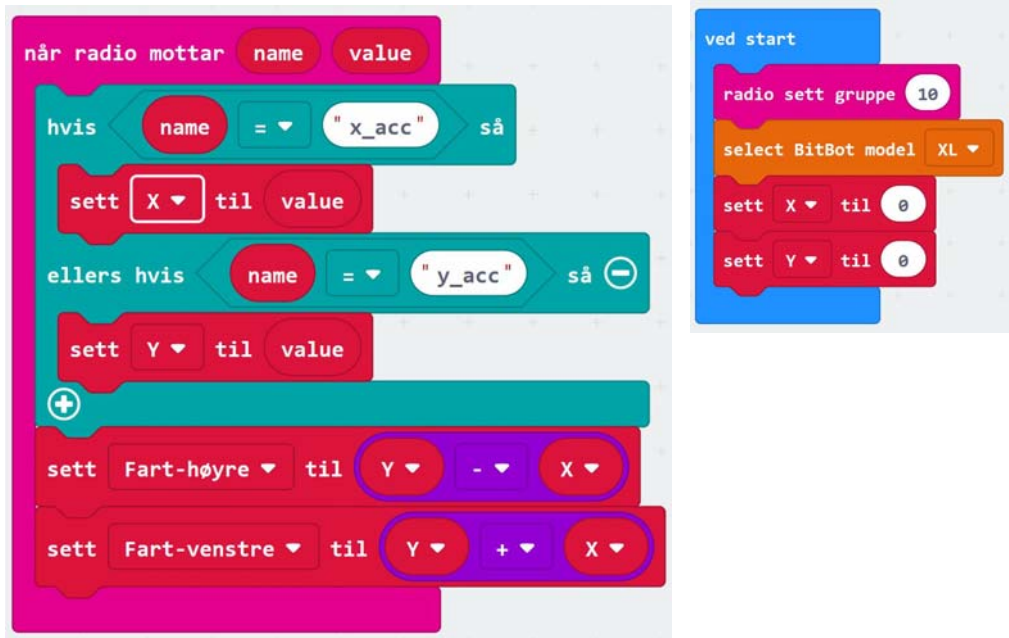 når radio mottar name value
hvis name = "x_acc" så
sett X til value
ellers hvis name = "y_acc" så
sett Y til value
sett Fart-høyre til Y - X
sett Fart-venstre til Y + X
ved start
radio sett gruppe 10
select BitBot model XL
sett X til 0
sett Y til 0